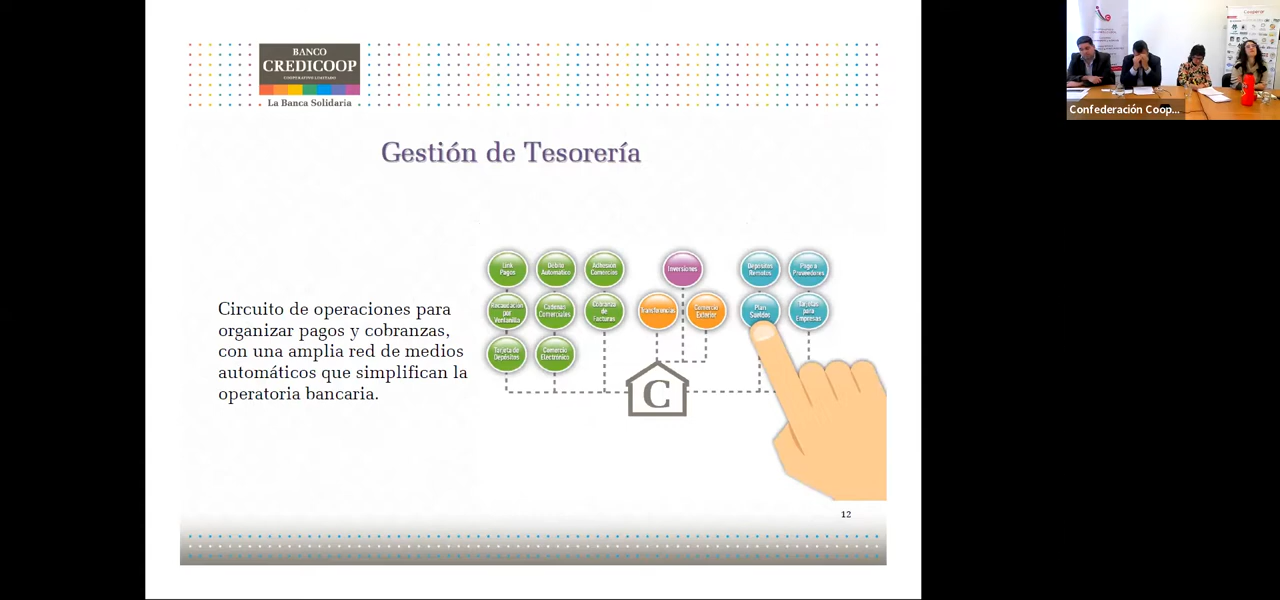 BANCO
CREDICOOP
COOPERATIVO LIMITADO
La Banca Solidaria
Gestión de Tesorería
Circuito de operaciones para
organizar pagos y cobranzas,
con una amplia red de medios
automáticos que simplifican la
operatoria bancaria.
Link
Pagos
Débito
Automático
Adhesión
Comercios
Inversiones
Depósitos
Remotos
Pago a
Proveedores
Recaudación
por
Ventanilla
Cadenas
Comerciales
Cobranza
de
Facturas
Transferencias
Comercio
Exterior
Plan
Sueldos
Tarjetas
para
Empresas
Tarjeta de
Depósitos
Comercio
Electrónico
C
12
Confederación Coop...
Cooperar